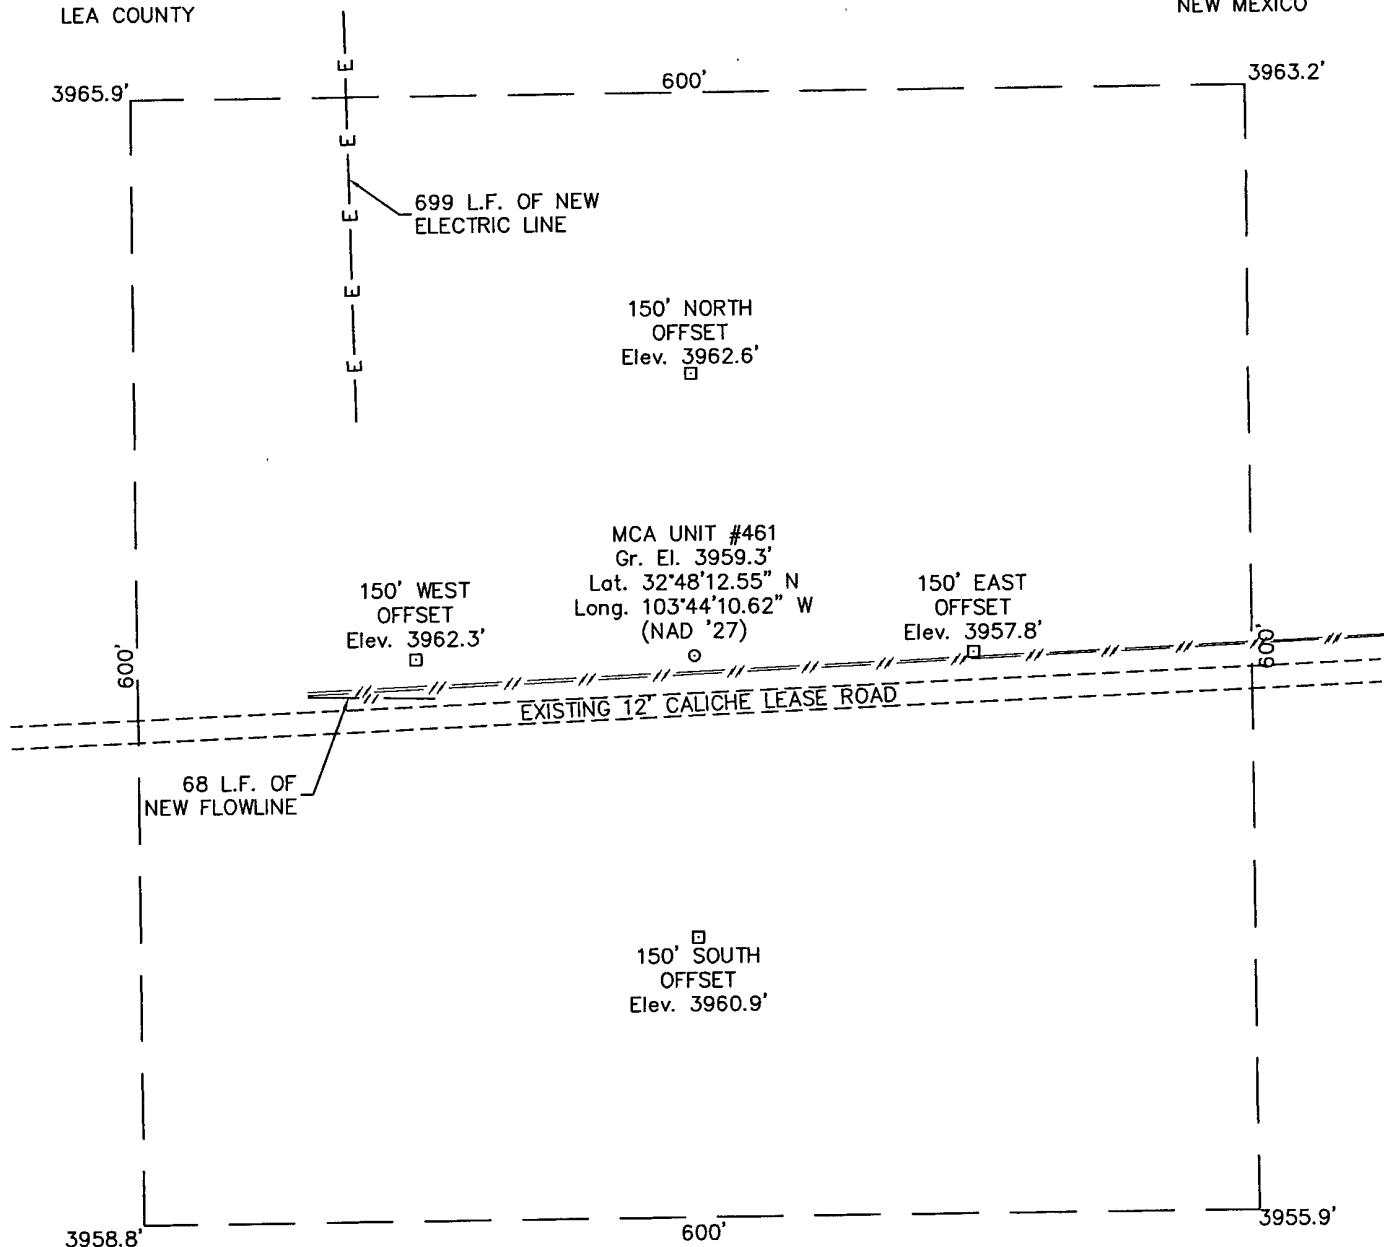 LEA COUNTY
NEW MEXICO
3965.9'
600'
3963.2'
E
E
699 L.F. OF NEW
ELECTRIC LINE
E
E
E
150' NORTH
OFFSET
Elev. 3962.6'
MCA UNIT #461
Gr. El. 3959.3'
Lat. 32°48'12.55" N
Long. 103°44'10.62" W
(NAD '27)
150' WEST
OFFSET
Elev. 3962.3'
150' EAST
OFFSET
Elev. 3957.8'
600'
600'
EXISTING 12' CALICHE LEASE ROAD
68 L.F. OF
NEW FLOWLINE
150' SOUTH
OFFSET
Elev. 3960.9'
3958.8'
600'
3955.9'